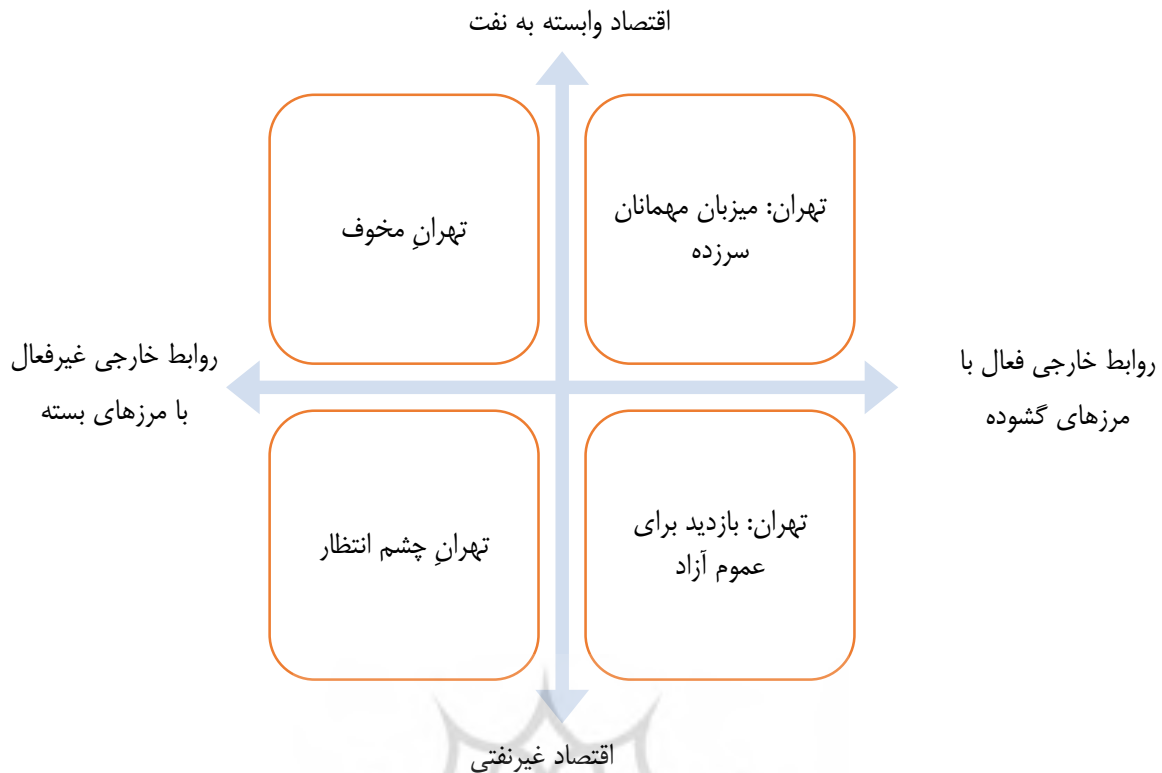 اقتصاد وابسته به نفت
تهران: میزبان مهمانان
سرزده
تهرانِ مخوف
روابط خارجی فعال با
مرزهای گشوده
روابط خارجی غیرفعال
با مرزهای بسته
تهران: بازدید برای
عموم آزاد
تهرانِ چشم انتظار
اقتصاد غیرنفتی